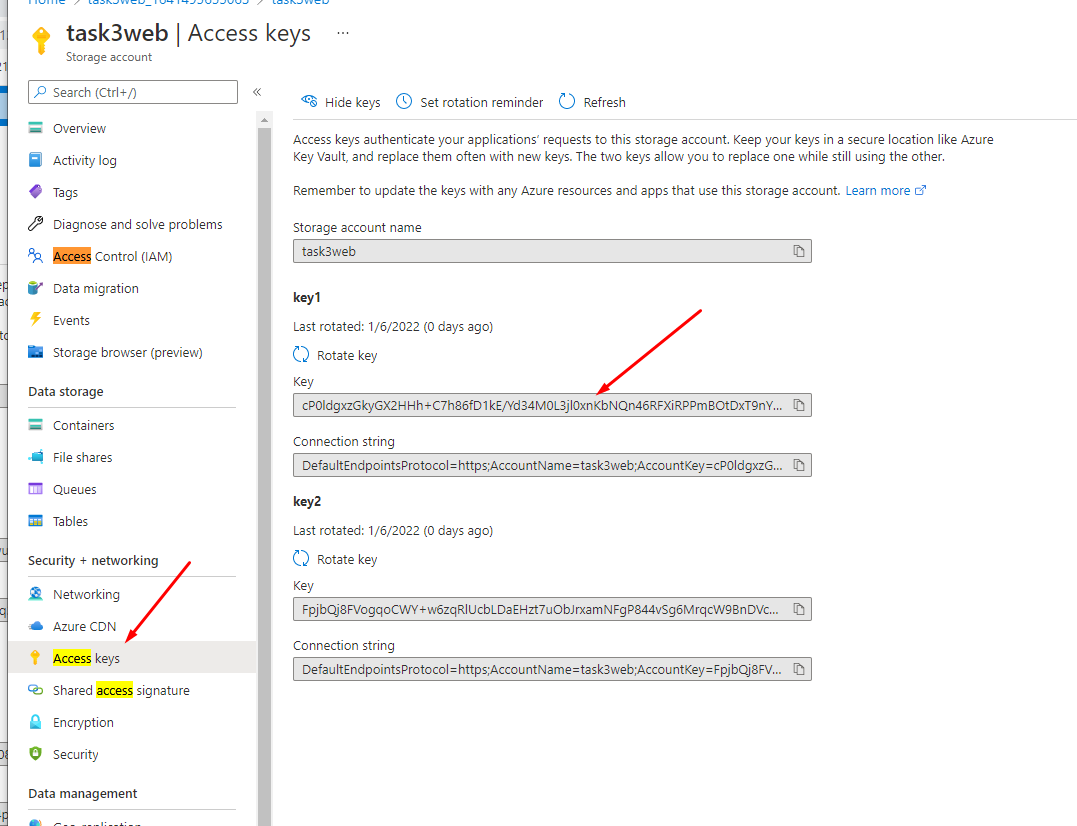 Home > > task3web
task3web | Access keys ...
Storage account
Search (Ctrl+/) «
Overview
Activity log
Tags
Diagnose and solve problems
Access Control (IAM)
Data migration
Events
Storage browser (preview)
Data storage
Containers
File shares
Queues
Tables
Security + networking
Networking
Azure CDN
Access keys
Shared access signature
Encryption
Security
Data management
Geo-replication
Hide keys Set rotation reminder Refresh
Access keys authenticate your applications' requests to this storage account. Keep your keys in a secure location like Azure
Key Vault, and replace them often with new keys. The two keys allow you to replace one while still using the other.
Remember to update the keys with any Azure resources and apps that use this storage account. Learn more
Storage account name
task3web
key1
Last rotated: 1/6/2022 (0 days ago)
Rotate key
Key
cP0ldgxzGkyGX2HHh+C7h86fD1kE/Yd34M0L3jl0xnKbNQn46RFXiRPPmBOtDxT9nY...
Connection string
DefaultEndpointsProtocol=https;AccountName=task3web;AccountKey=cP0ldgxzG...
key2
Last rotated: 1/6/2022 (0 days ago)
Rotate key
Key
FpjbQj8FVogqoCWY+w6zqRlUcbLDaEHzt7uObJrxamNFgP844vSg6MrqcW9BnDVc...
Connection string
DefaultEndpointsProtocol=https;AccountName=task3web;AccountKey=FpjbQj8FV...